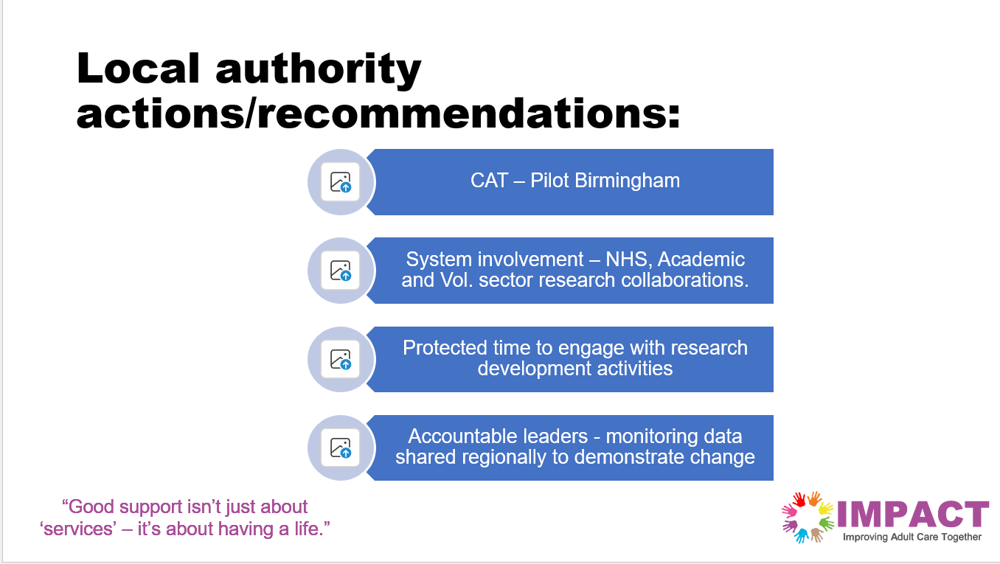 Local authority
actions/recommendations:
CAT – Pilot Birmingham
System involvement – NHS, Academic
and Vol. sector research collaborations.
Protected time to engage with research
development activities
Accountable leaders - monitoring data
shared regionally to demonstrate change
“Good support isn’t just about
‘services’ – it’s about having a life.”
IMPACT
Improving Adult Care Together